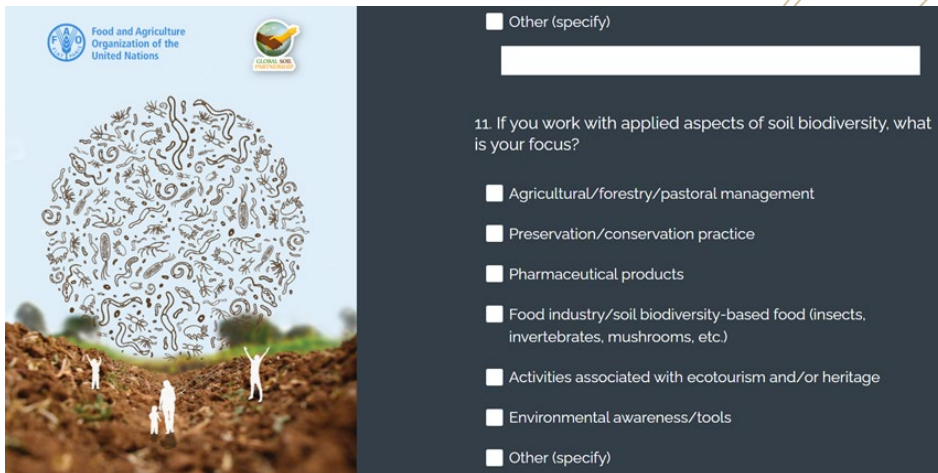 Food and Agriculture
Organization of the
United Nations
FAO
FIAT PANIS
GLOBAL SOIL
PARTNERSHIP
Other (specify)
11. If you work with applied aspects of soil biodiversity, what
is your focus?
Agricultural/forestry/pastoral management
Preservation/conservation practice
Pharmaceutical products
Food industry/soil biodiversity-based food (insects,
invertebrates, mushrooms, etc.)
Activities associated with ecotourism and/or heritage
Environmental awareness/tools
Other (specify)